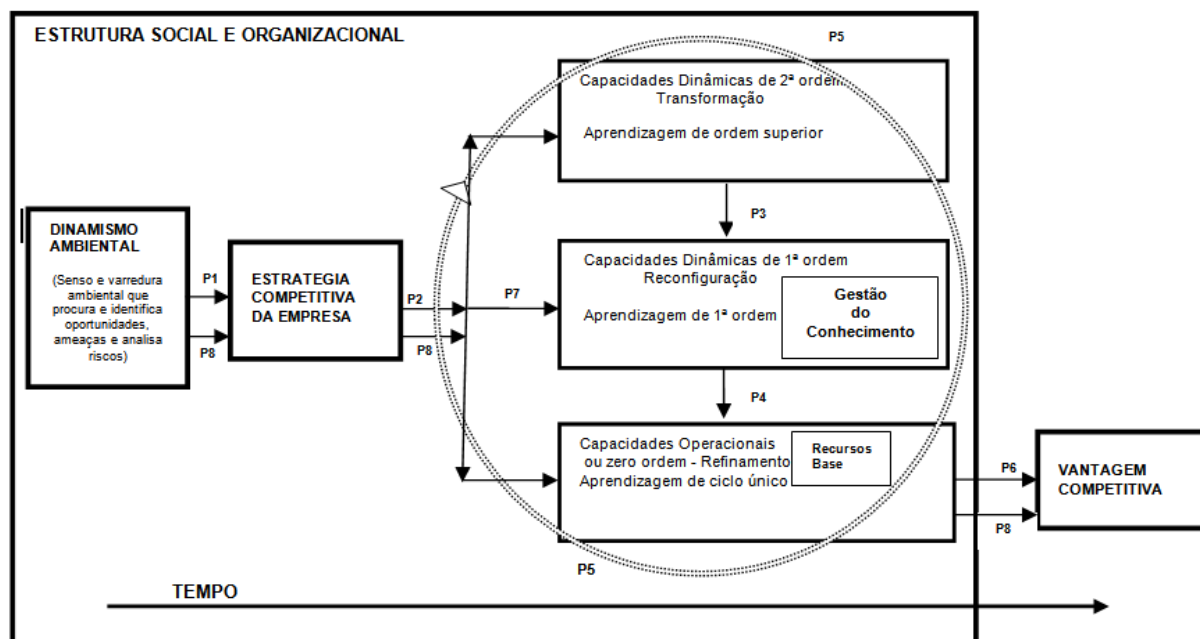 ESTRUTURA SOCIAL E ORGANIZACIONAL
P5
Capacidades Dinâmicas de 2ª ordem
Transformação
Aprendizagem de ordem superior
P3
DINAMISMO
AMBIENTAL
(Senso e varredura
ambiental que
procura e identifica
oportunidades,
ameaças e analisa
riscos)
P1
P8
ESTRATEGIA
COMPETITIVA
DA EMPRESA
P2
P8
P7
Capacidades Dinâmicas de 1ª ordem
Reconfiguração
Aprendizagem de 1ª ordem
Gestão
do
Conhecimento
P4
Capacidades Operacionais
ou zero ordem - Refinamento
Aprendizagem de ciclo único
Recursos
Base
P6
P8
VANTAGEM
COMPETITIVA
P5
TEMPO